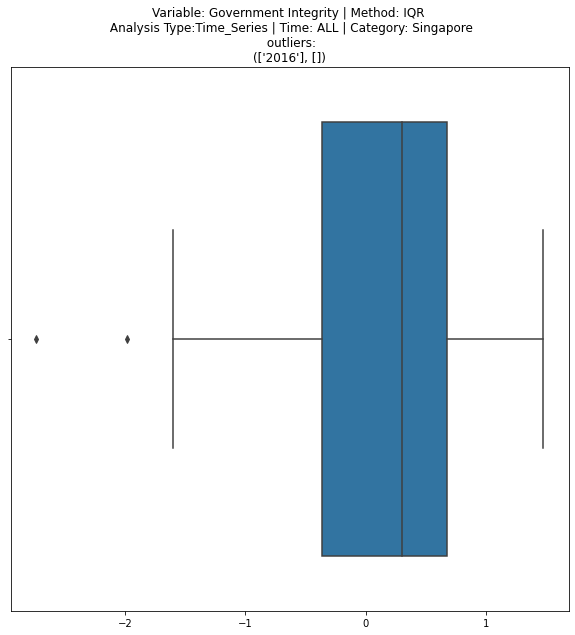 Variable: Government Integrity | Method: IQR
Analysis Type:Time_Series | Time: ALL | Category: Singapore
outliers:
(['2016'], [])
−2
−1
0
1